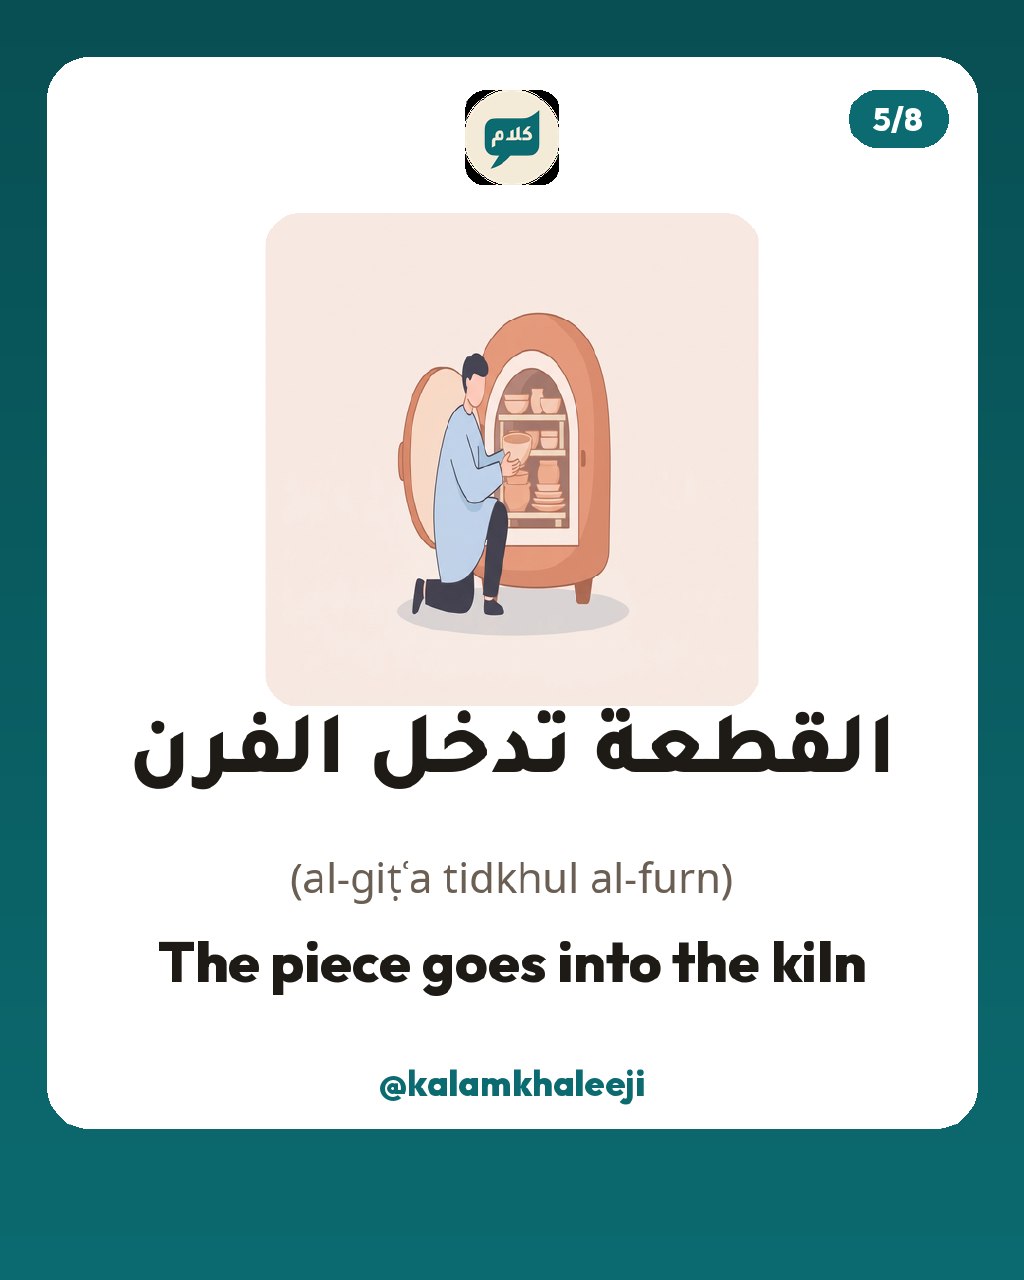 كلام
5/8
القطعة تدخل الفرن
(al-giṭʿa tidkhul al-furn)
The piece goes into the kiln
@kalamkhaleeji